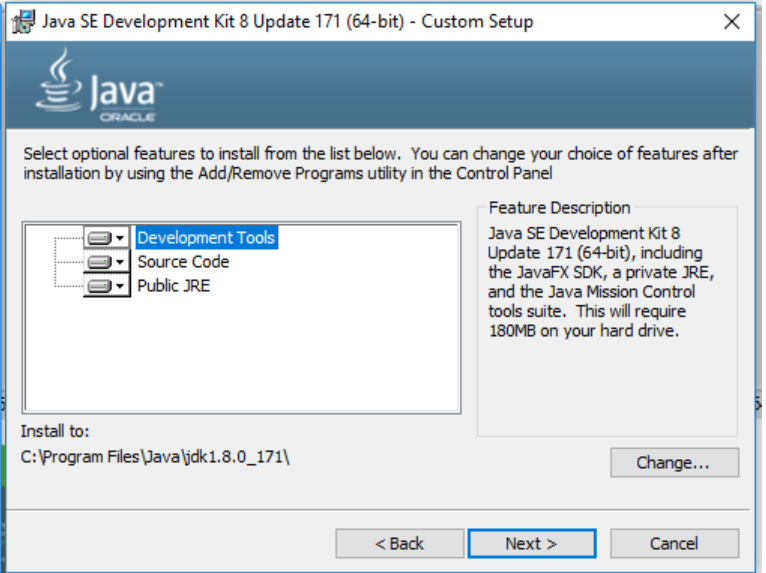 Java SE Development Kit 8 Update 171 (64-bit) - Custom Setup
Java™
ORACLE
Select optional features to install from the list below. You can change your choice of features after
installation by using the Add/Remove Programs utility in the Control Panel
Development Tools
Source Code
Public JRE
Feature Description
Java SE Development Kit 8
Update 171 (64-bit), including
the JavaFX SDK, a private JRE,
and the Java Mission Control
tools suite. This will require
180MB on your hard drive.
Install to:
C:\Program Files\Java\jdk1.8.0_171\
Change...
< Back
Next >
Cancel